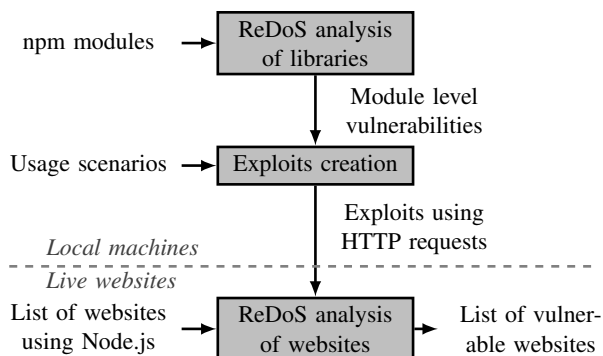 npm modules
ReDoS analysis
of libraries
Module level
vulnerabilities
Usage scenarios
Exploits creation
Exploits using
HTTP requests
Local machines
Live websites
List of websites
using Node.js
ReDoS analysis
of websites
List of vulner-
able websites